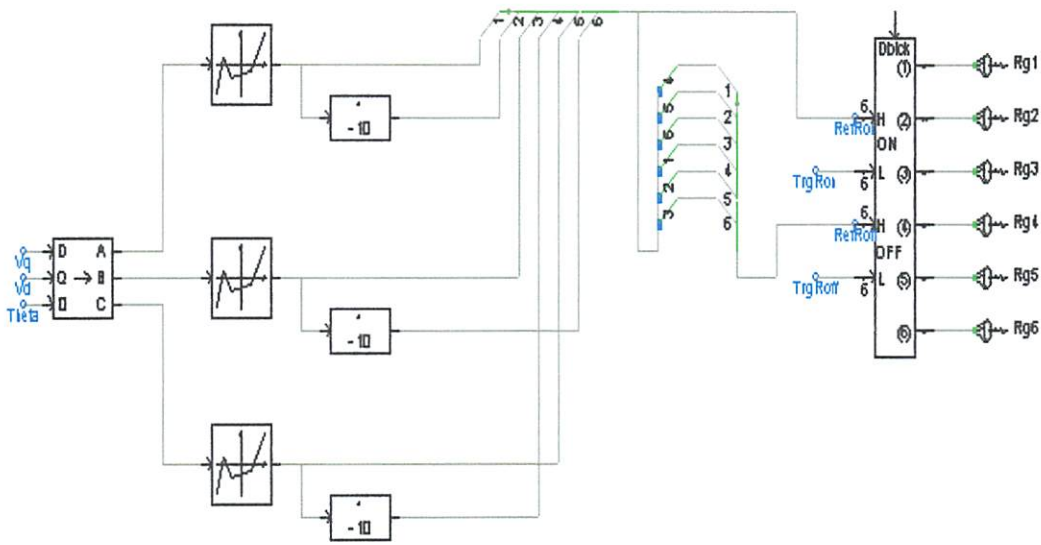 1 2 3 4 5 6
Dblck
(1) Rg1
* -10
4 1
5 2
6 3
1 4
2 5
3 6
6 H (2) Rg2
RefRon
ON
TrgRon
6 L (3) Rg3
6 H (4) Rg4
RefRoff
OFF
TrgRoff
6 L (5) Rg5
(6) Rg6
D A
Vq
Q B
Vd
0 C
Theta
* -10
* -10